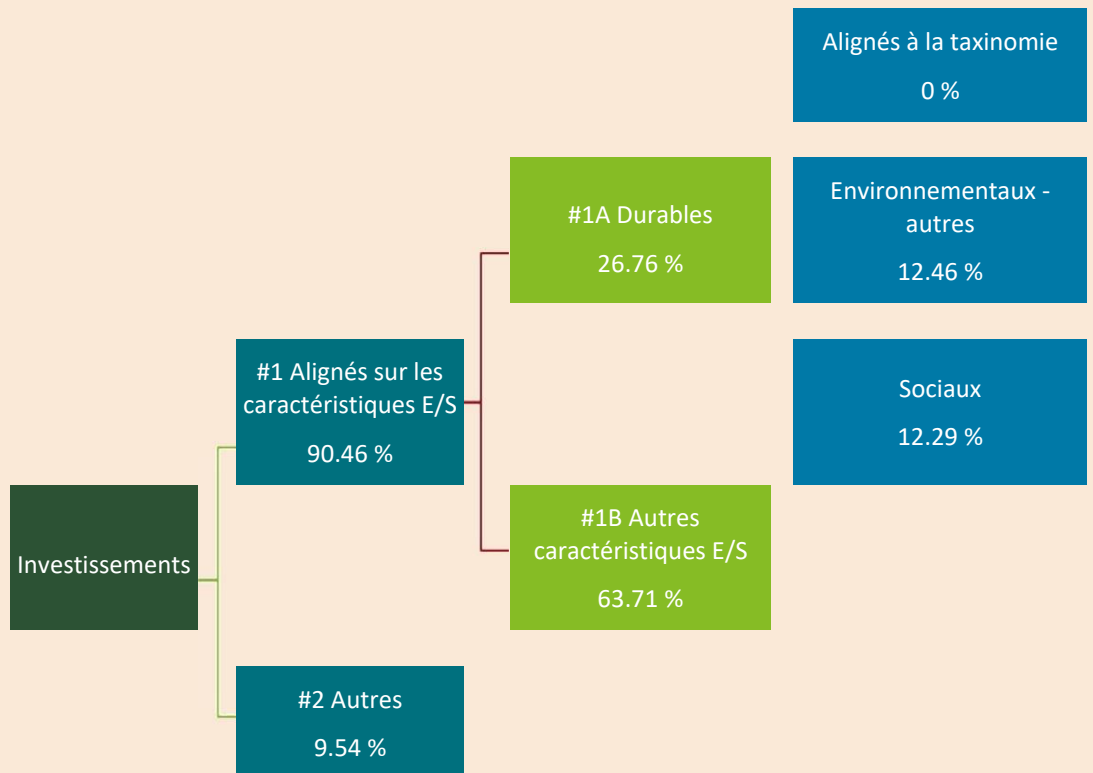 Alignés à la taxinomie
0 %
#1A Durables
26.76 %
Environnementaux -
autres
12.46 %
#1 Alignés sur les
caractéristiques E/S
90.46 %
Sociaux
12.29 %
Investissements
#1B Autres
caractéristiques E/S
63.71 %
#2 Autres
9.54 %